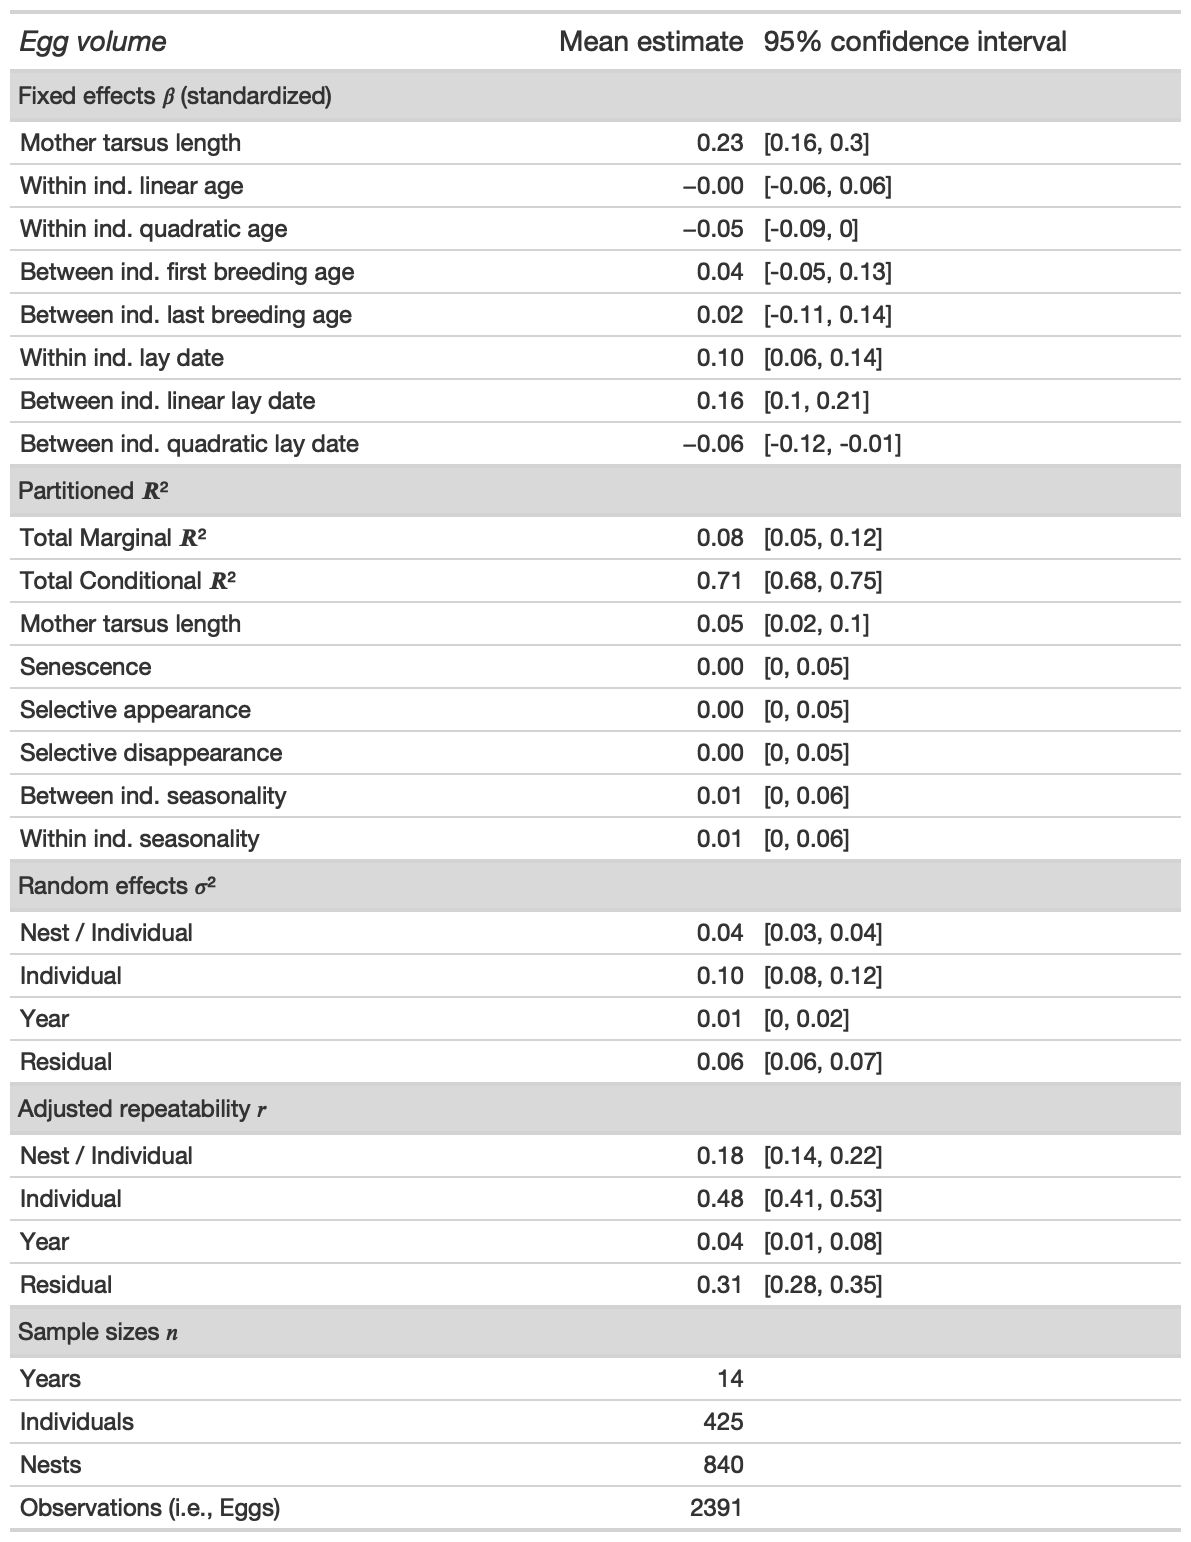 Egg volume Mean estimate 95% confidence interval
Fixed effects β (standardized)
Mother tarsus length 0.23 [0.16, 0.3]
Within ind. linear age −0.00 [-0.06, 0.06]
Within ind. quadratic age −0.05 [-0.09, 0]
Between ind. first breeding age 0.04 [-0.05, 0.13]
Between ind. last breeding age 0.02 [-0.11, 0.14]
Within ind. lay date 0.10 [0.06, 0.14]
Between ind. linear lay date 0.16 [0.1, 0.21]
Between ind. quadratic lay date −0.06 [-0.12, -0.01]
Partitioned R²
Total Marginal R² 0.08 [0.05, 0.12]
Total Conditional R² 0.71 [0.68, 0.75]
Mother tarsus length 0.05 [0.02, 0.1]
Senescence 0.00 [0, 0.05]
Selective appearance 0.00 [0, 0.05]
Selective disappearance 0.00 [0, 0.05]
Between ind. seasonality 0.01 [0, 0.06]
Within ind. seasonality 0.01 [0, 0.06]
Random effects σ²
Nest / Individual 0.04 [0.03, 0.04]
Individual 0.10 [0.08, 0.12]
Year 0.01 [0, 0.02]
Residual 0.06 [0.06, 0.07]
Adjusted repeatability r
Nest / Individual 0.18 [0.14, 0.22]
Individual 0.48 [0.41, 0.53]
Year 0.04 [0.01, 0.08]
Residual 0.31 [0.28, 0.35]
Sample sizes n
Years 14
Individuals 425
Nests 840
Observations (i.e., Eggs) 2391